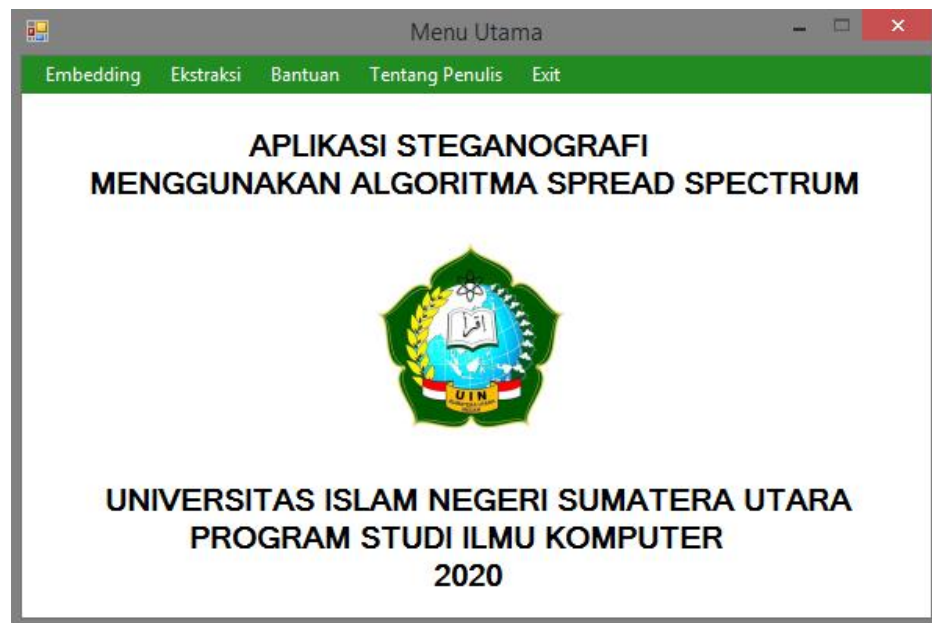 Menu Utama
Embedding Ekstraksi Bantuan Tentang Penulis Exit
APLIKASI STEGANOGRAFI
MENGGUNAKAN ALGORITMA SPREAD SPECTRUM
اقرأ
UIN
UNIVERSITAS ISLAM NEGERI SUMATERA UTARA
PROGRAM STUDI ILMU KOMPUTER
2020